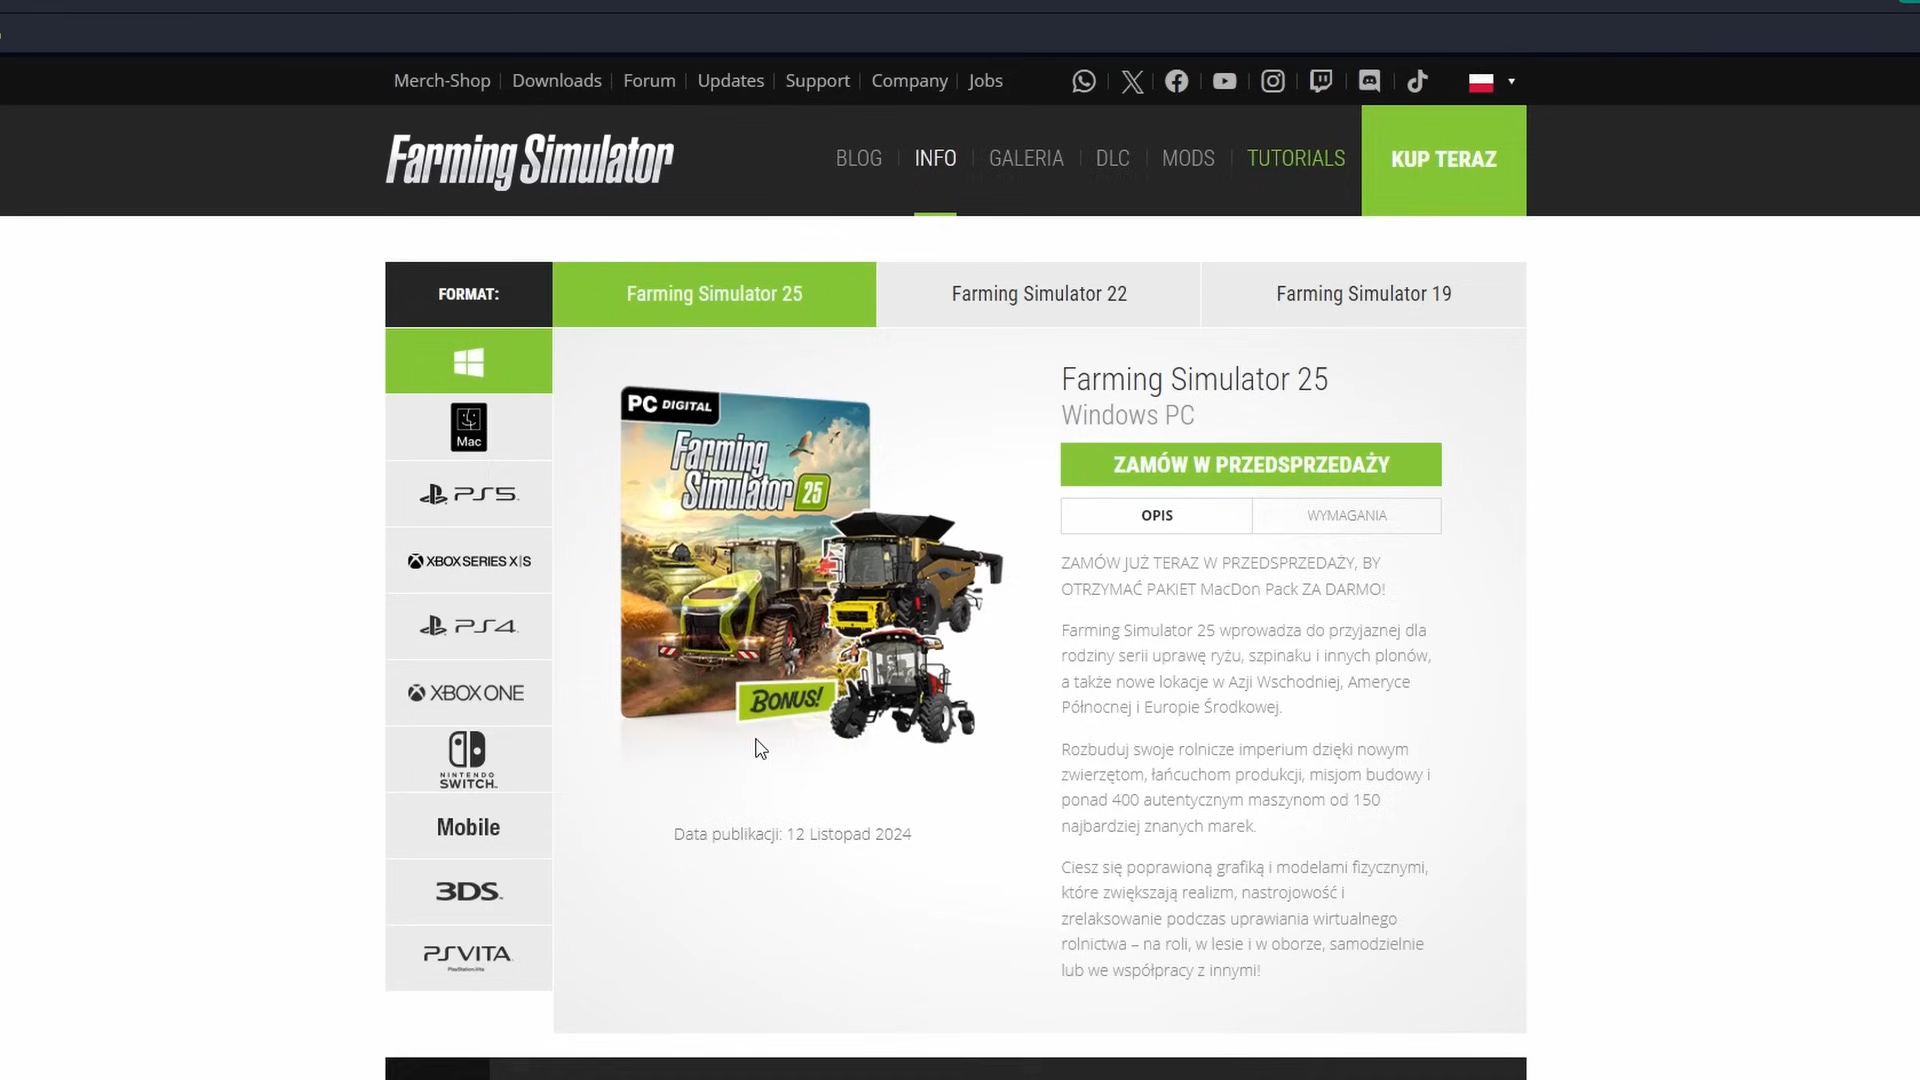 Merch-Shop Downloads Forum Updates Support Company Jobs
Farming Simulator
BLOG INFO GALERIA DLC MODS TUTORIALS KUP TERAZ
FORMAT: Farming Simulator 25 Farming Simulator 22 Farming Simulator 19
Mac
PS5
XBOX SERIES X|S
PS4
XBOX ONE
NINTENDO
SWITCH
Mobile
3DS
PSVITA
PlayStation Vita
PC DIGITAL
Farming
Simulator 25
BONUS!
Data publikacji: 12 Listopad 2024
Farming Simulator 25
Windows PC
ZAMÓW W PRZEDSPRZEDAŻY
OPIS WYMAGANIA
ZAMÓW JUŻ TERAZ W PRZEDSPRZEDAŻY, BY
OTRZYMAĆ PAKIET MacDon Pack ZA DARMO!
Farming Simulator 25 wprowadza do przyjaznej dla
rodziny serii uprawę ryżu, szpinaku i innych plonów,
a także nowe lokacje w Azji Wschodniej, Ameryce
Północnej i Europie Środkowej.
Rozbuduj swoje rolnicze imperium dzięki nowym
zwierzętom, łańcuchom produkcji, misjom budowy i
ponad 400 autentycznym maszynom od 150
najbardziej znanych marek.
Ciesz się poprawioną grafiką i modelami fizycznymi,
które zwiększają realizm, nastrojowość i
zrelaksowanie podczas uprawiania wirtualnego
rolnictwa – na roli, w lesie i w oborze, samodzielnie
lub we współpracy z innymi!